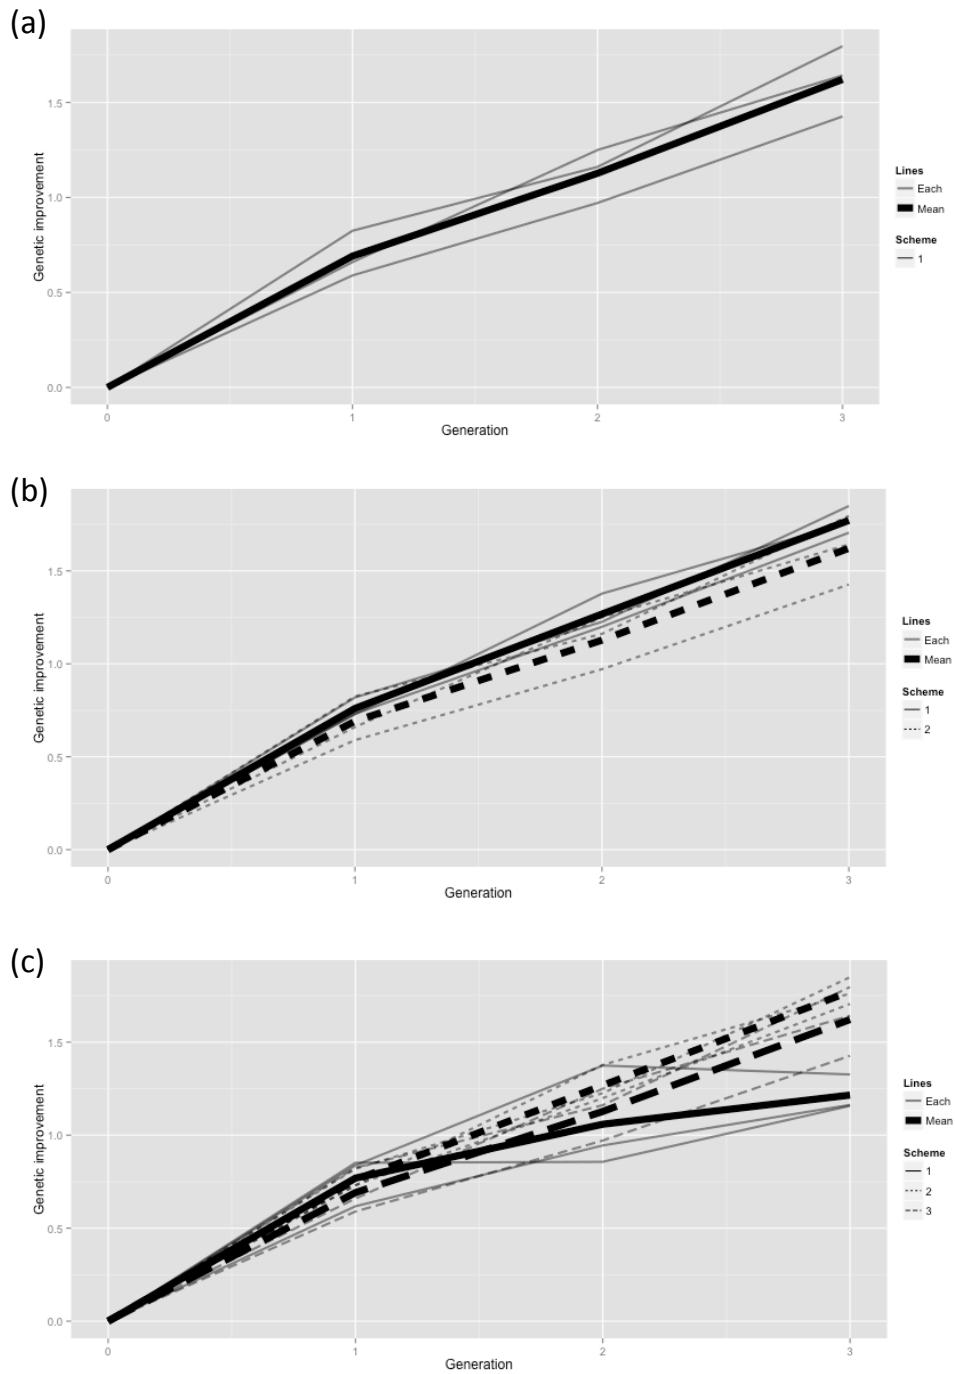 (a)
Genetic improvement
1.5
1.0
0.5
0.0
0 1 2 3
Generation
Lines
Each
Mean
Scheme
1
(b)
Genetic improvement
1.5
1.0
0.5
0.0
0 1 2 3
Generation
Lines
Each
Mean
Scheme
1
2
(c)
Genetic improvement
1.5
1.0
0.5
0.0
0 1 2 3
Generation
Lines
Each
Mean
Scheme
1
2
3